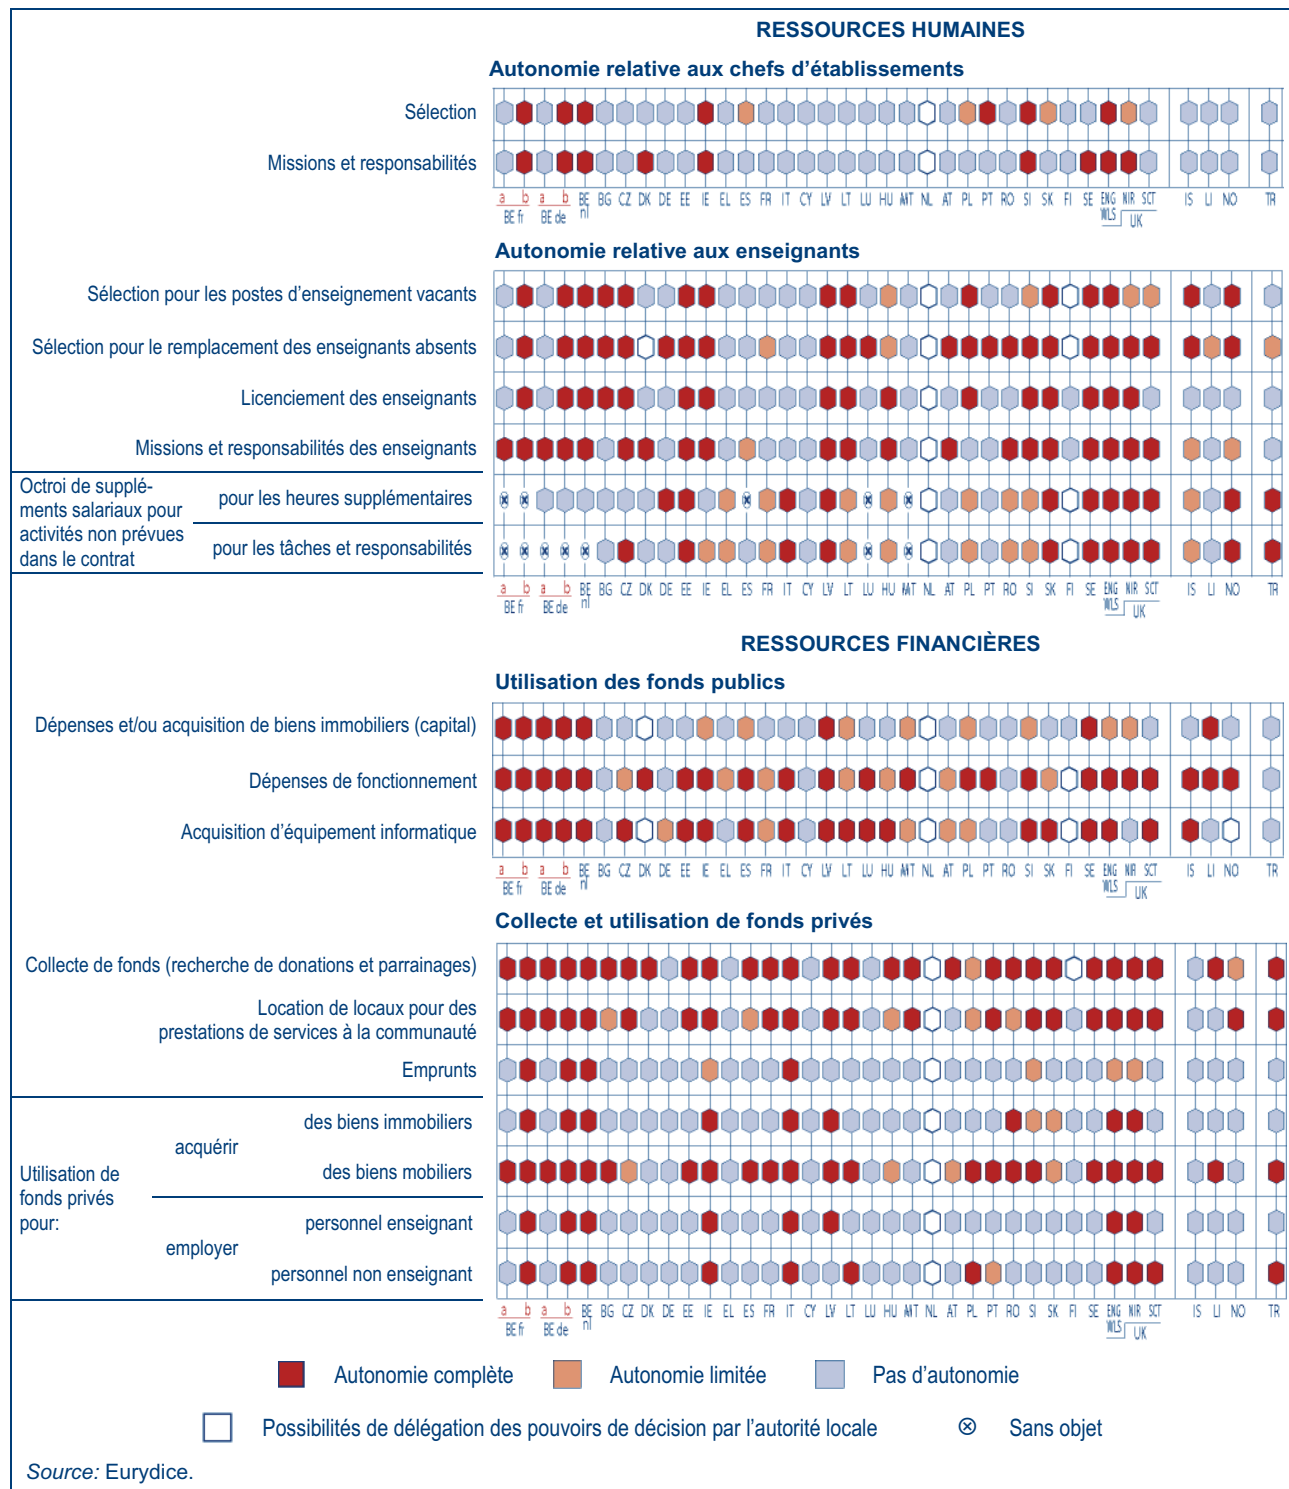 RESSOURCES HUMAINES
Autonomie relative aux chefs d'établissements
Sélection
Missions et responsabilités
a b a b BE BG CZ DK DE EE IE EL ES FR IT CY LV LT LU HU MT NL AT PL PT RO SI SK FI SE ENG NIR SCT IS LI NO TR
BE fr BE de nl WLS UK
Autonomie relative aux enseignants
Sélection pour les postes d'enseignement vacants
Sélection pour le remplacement des enseignants absents
Licenciement des enseignants
Missions et responsabilités des enseignants
Octroi de supplé-
ments salariaux pour
activités non prévues
dans le contrat
pour les heures supplémentaires
pour les tâches et responsabilités
a b a b BE BG CZ DK DE EE IE EL ES FR IT CY LV LT LU HU MT NL AT PL PT RO SI SK FI SE ENG NIR SCT IS LI NO TR
BE fr BE de nl WLS UK
RESSOURCES FINANCIÈRES
Utilisation des fonds publics
Dépenses et/ou acquisition de biens immobiliers (capital)
Dépenses de fonctionnement
Acquisition d'équipement informatique
a b a b BE BG CZ DK DE EE IE EL ES FR IT CY LV LT LU HU MT NL AT PL PT RO SI SK FI SE ENG NIR SCT IS LI NO TR
BE fr BE de nl WLS UK
Collecte et utilisation de fonds privés
Collecte de fonds (recherche de donations et parrainages)
Location de locaux pour des
prestations de services à la communauté
Emprunts
Utilisation de
fonds privés
pour:
acquérir
des biens immobiliers
des biens mobiliers
employer
personnel enseignant
personnel non enseignant
a b a b BE BG CZ DK DE EE IE EL ES FR IT CY LV LT LU HU MT NL AT PL PT RO SI SK FI SE ENG NIR SCT IS LI NO TR
BE fr BE de nl WLS UK
Autonomie complète Autonomie limitée Pas d'autonomie
Possibilités de délégation des pouvoirs de décision par l'autorité locale Sans objet
Source: Eurydice.